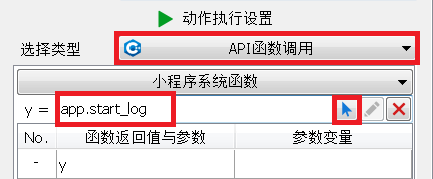 动作执行设置
选择类型 API函数调用
小程序系统函数
y = app.start_log
No. 函数返回值与参数 参数变量
- y